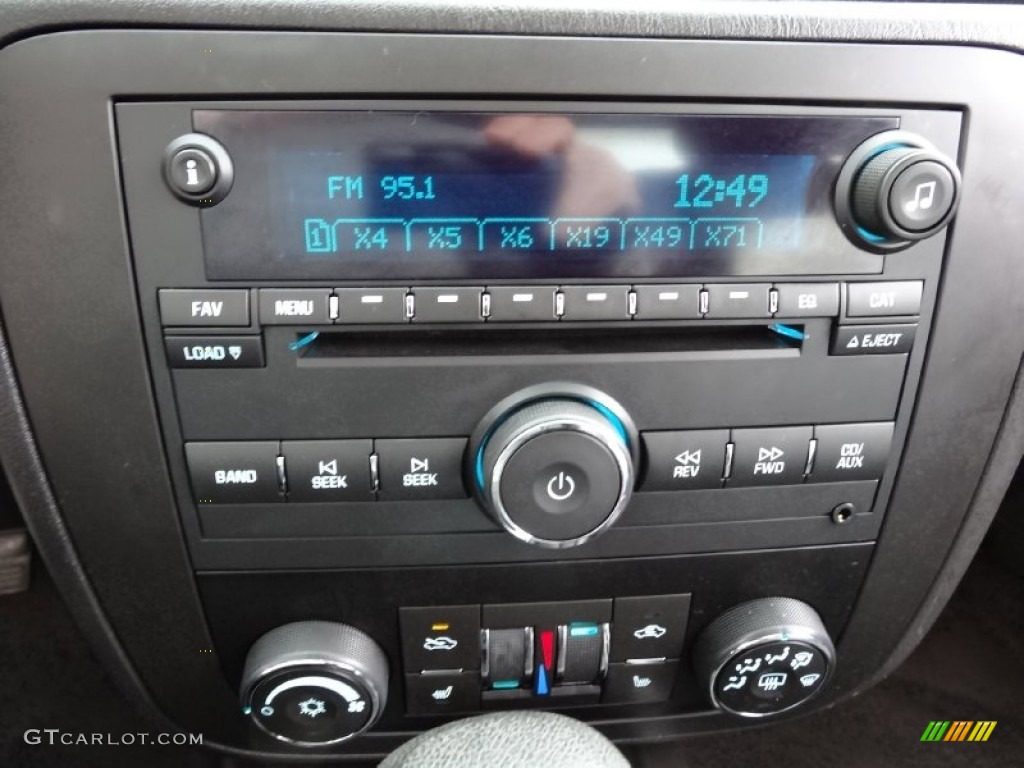 i
FM 95.1 12:49
1 X4 X5 X6 X19 X49 X71
FAV MENU EQ CAT
LOAD EJECT
BAND SEEK SEEK REV FWD CD/
AUX
GTCARLOT.COM